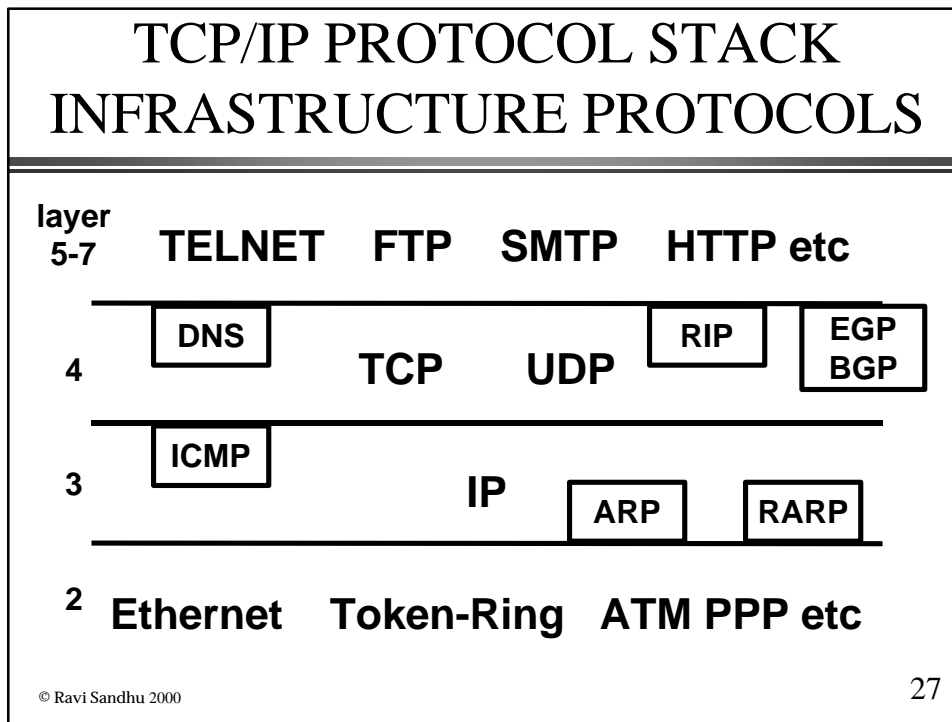 TCP/IP PROTOCOL STACK
INFRASTRUCTURE PROTOCOLS
layer
5-7
TELNET FTP SMTP HTTP etc
DNS
RIP
EGP
BGP
4
TCP UDP
ICMP
3
IP
ARP
RARP
2
Ethernet Token-Ring ATM PPP etc
© Ravi Sandhu 2000
27